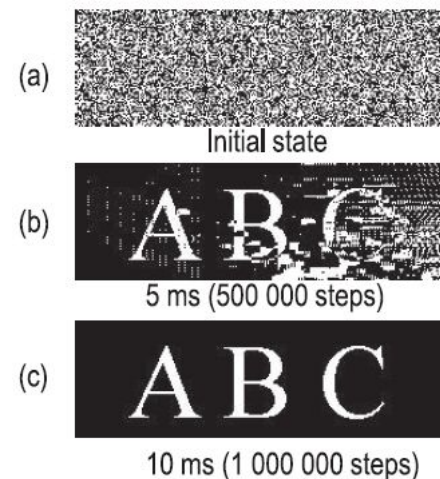 (a)
Initial state
(b)
A B C
5 ms (500 000 steps)
(c)
A B C
10 ms (1 000 000 steps)